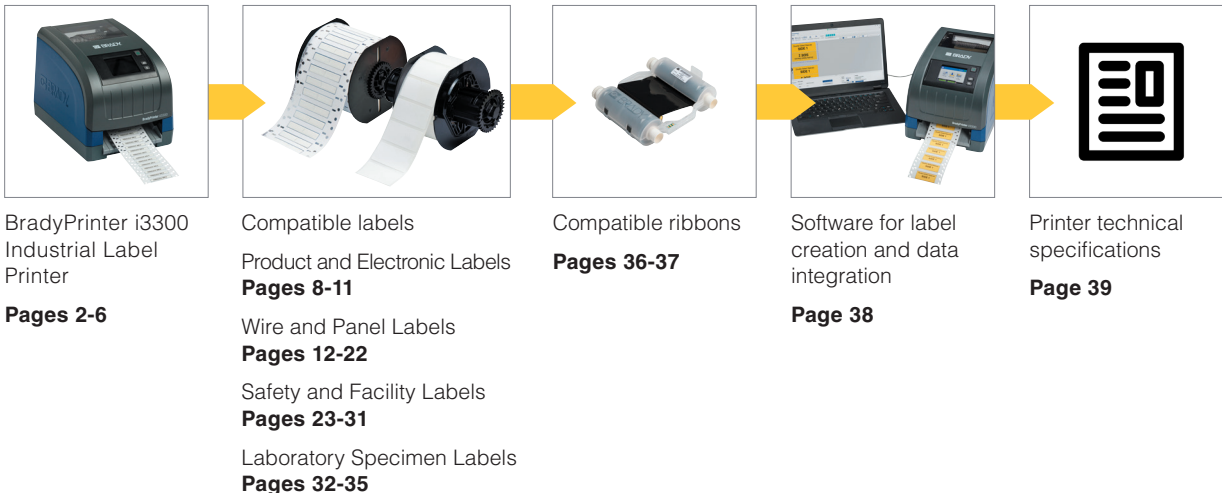 BradyPrinter i3300
Industrial Label
Printer
Pages 2-6
Compatible labels
Product and Electronic Labels
Pages 8-11
Wire and Panel Labels
Pages 12-22
Safety and Facility Labels
Pages 23-31
Laboratory Specimen Labels
Pages 32-35
Compatible ribbons
Pages 36-37
Software for label
creation and data
integration
Page 38
Printer technical
specifications
Page 39